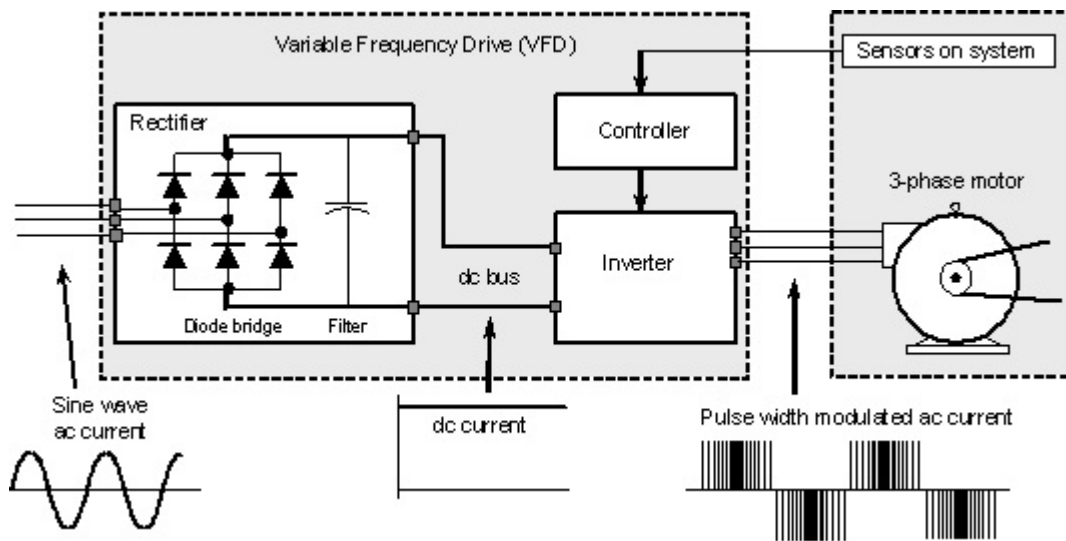 Variable Frequency Drive (VFD)
Sensors on system
Rectifier
Controller
3-phase motor
Inverter
dc bus
Diode bridge
Filter
Sine wave
ac current
dc current
Pulse width modulated ac current